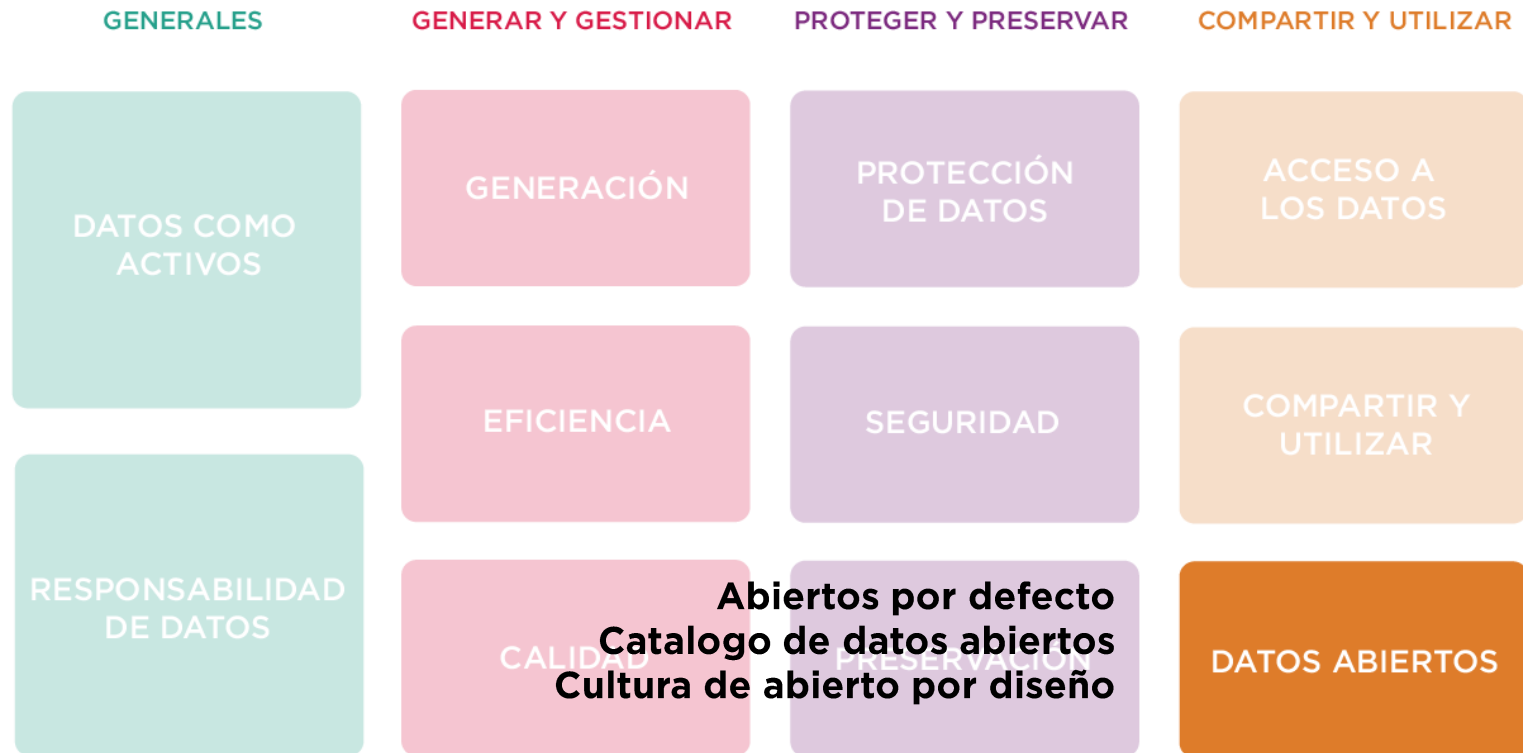 GENERALES
GENERAR Y GESTIONAR
PROTEGER Y PRESERVAR
COMPARTIR Y UTILIZAR
DATOS COMO
ACTIVOS
RESPONSABILIDAD
DE DATOS
GENERACIÓN
EFICIENCIA
CALIDAD
PROTECCIÓN
DE DATOS
SEGURIDAD
PRESERVACIÓN
ACCESO A
LOS DATOS
COMPARTIR Y
UTILIZAR
DATOS ABIERTOS
Abiertos por defecto
Catalogo de datos abiertos
Cultura de abierto por diseño